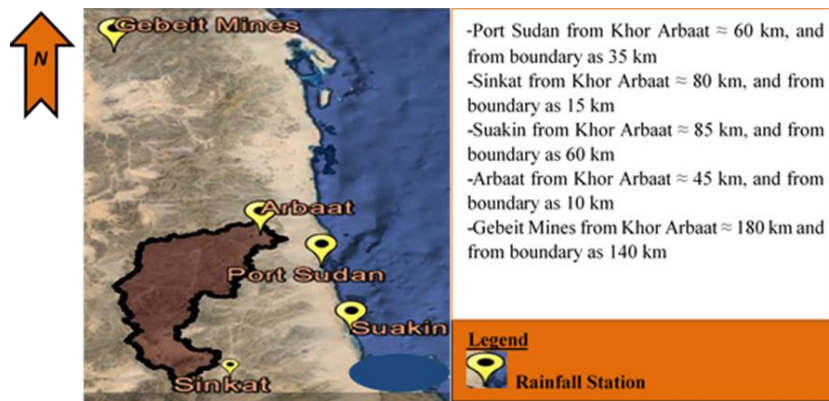 N
Gebeit Mines
Arbaat
Port Sudan
Suakin
Sinkat
-Port Sudan from Khor Arbaat ≈ 60 km, and
from boundary as 35 km
-Sinkat from Khor Arbaat ≈ 80 km, and from
boundary as 15 km
-Suakin from Khor Arbaat ≈ 85 km, and from
boundary as 60 km
-Arbaat from Khor Arbaat ≈ 45 km, and from
boundary as 10 km
-Gebeit Mines from Khor Arbaat ≈ 180 km and
from boundary as 140 km
Legend
Rainfall Station